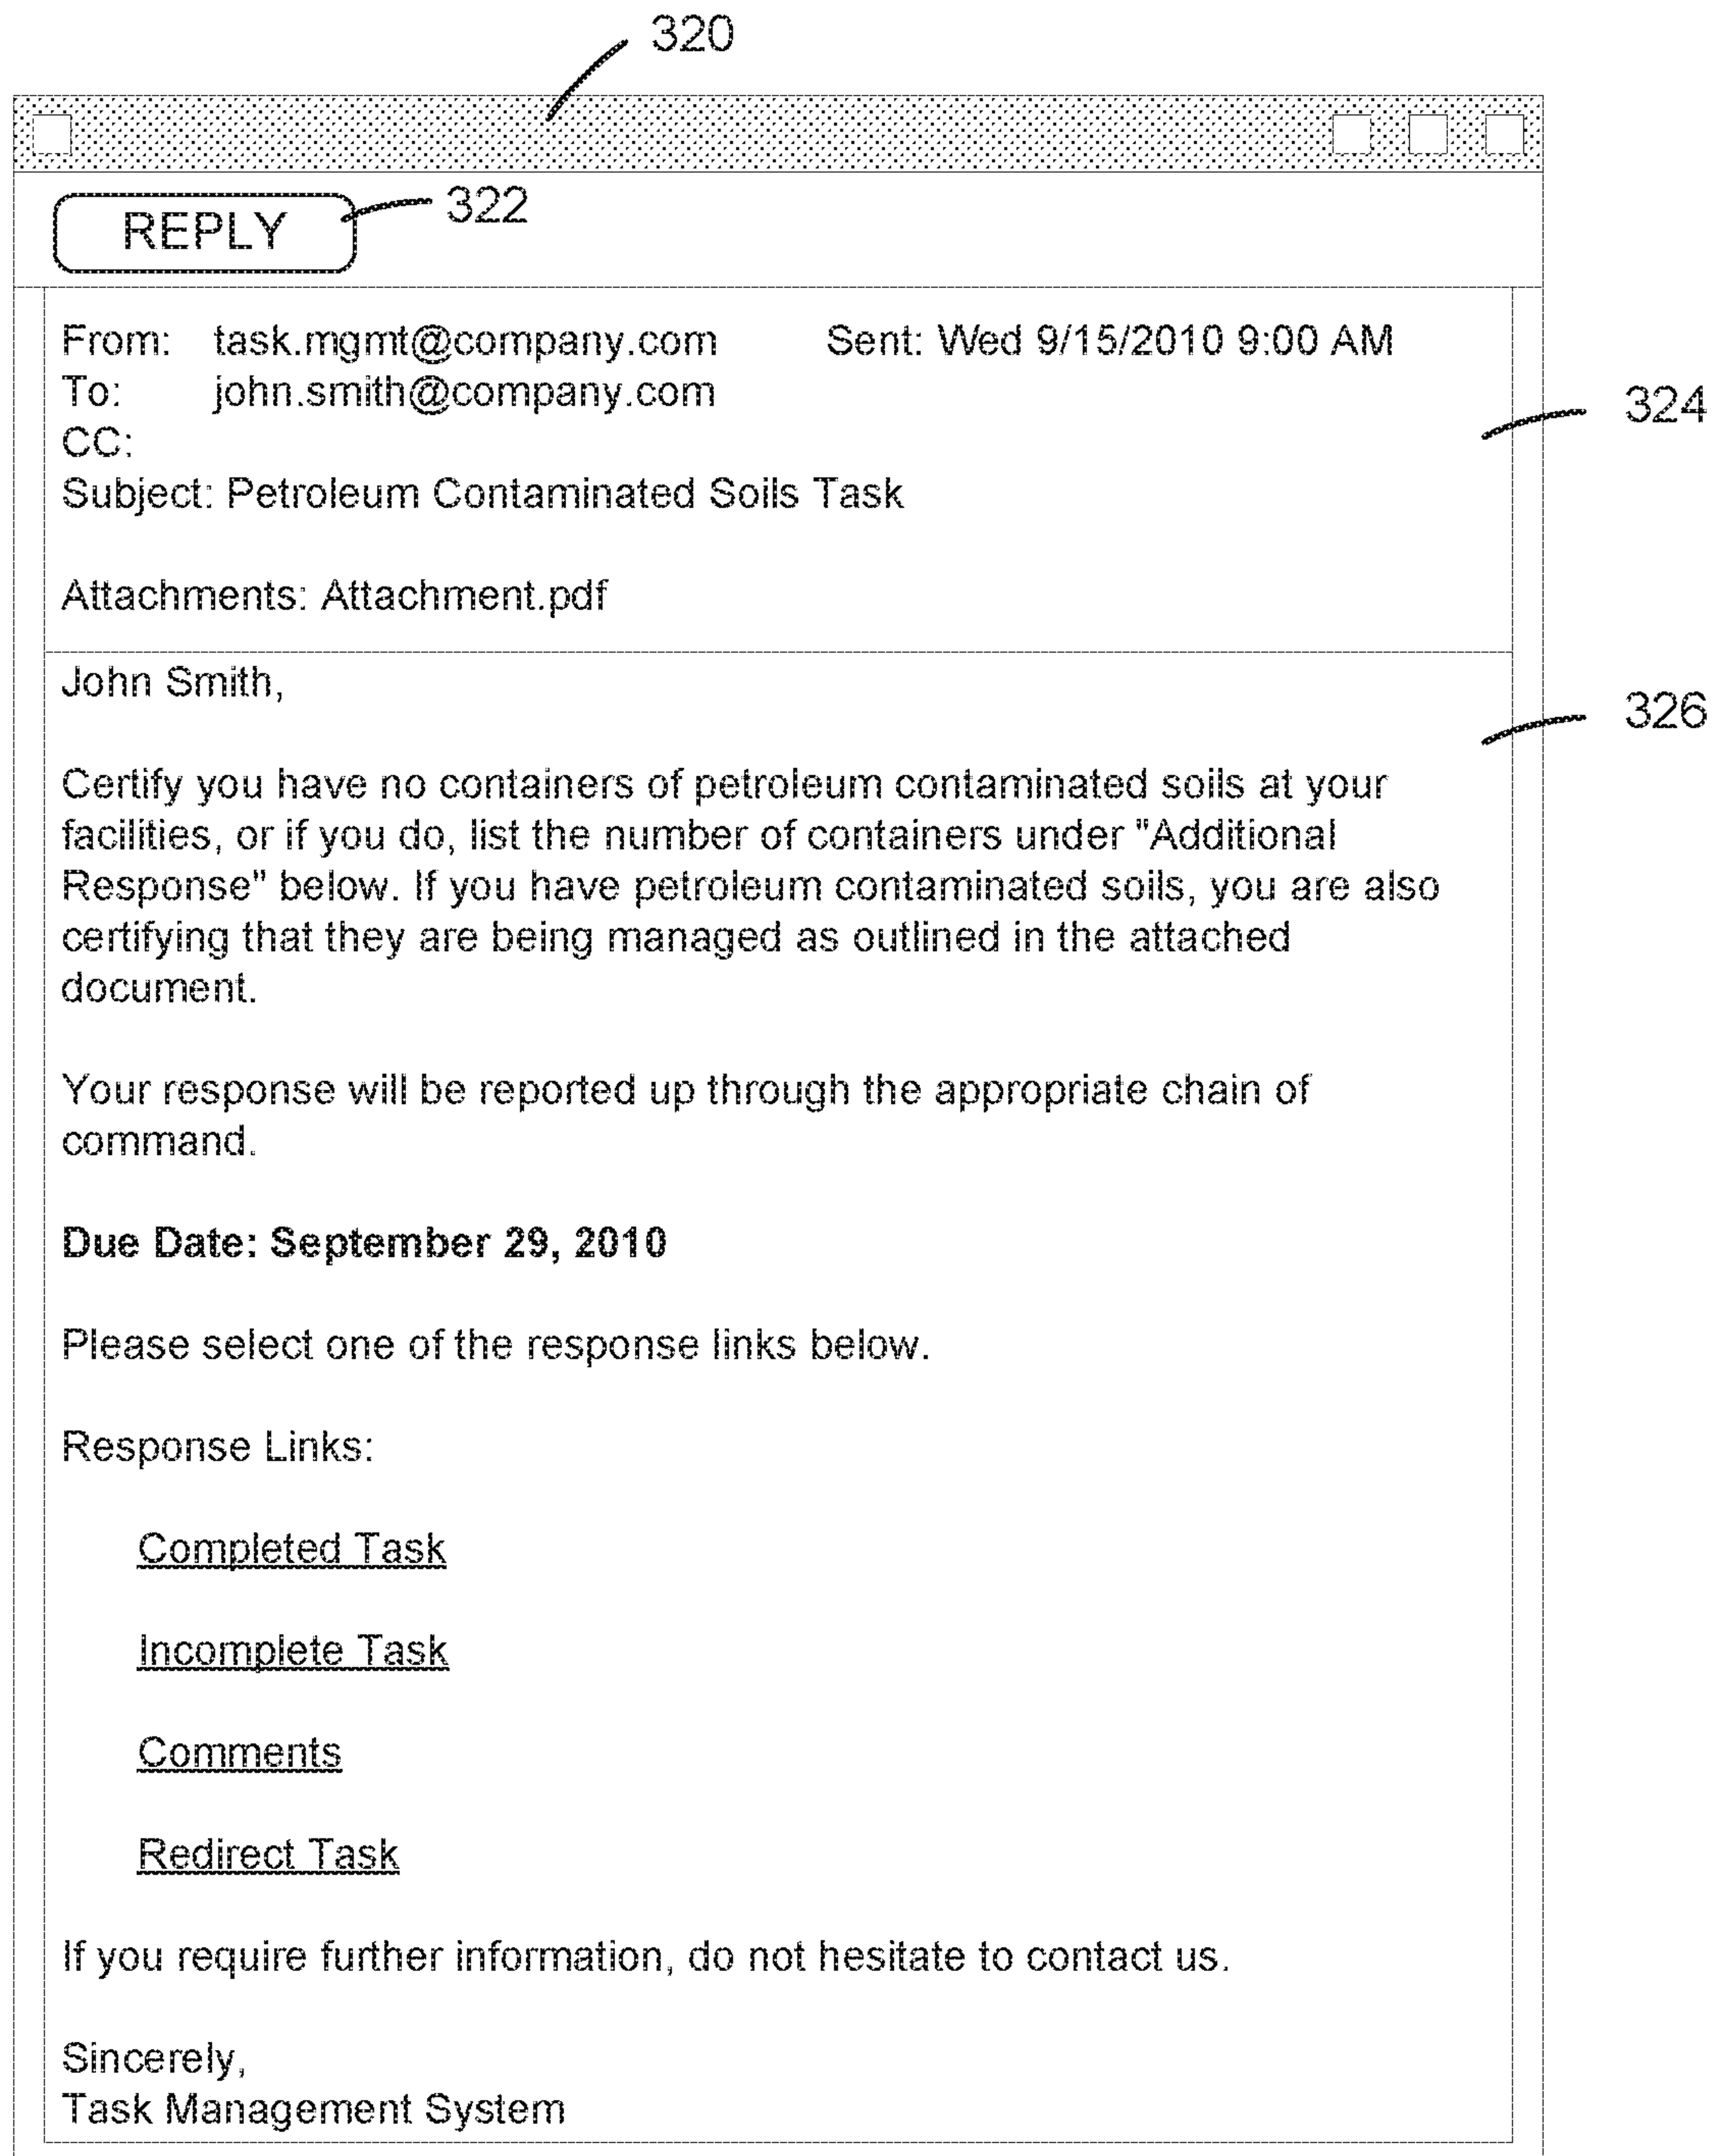 320
REPLY 322
From: task.mgmt@company.com Sent: Wed 9/15/2010 9:00 AM
To: john.smith@company.com
324
CC:
Subject: Petroleum Contaminated Soils Task
Attachments: Attachment.pdf
John Smith,
326
Certify you have no containers of petroleum contaminated soils at your
facilities, or if you do, list the number of containers under "Additional
Response" below. If you have petroleum contaminated soils, you are also
certifying that they are being managed as outlined in the attached
document.
Your response will be reported up through the appropriate chain of
command.
Due Date: September 29, 2010
Please select one of the response links below.
Response Links:
Completed Task
Incomplete Task
Comments
Redirect Task
If you require further information, do not hesitate to contact us.
Sincerely,
Task Management System